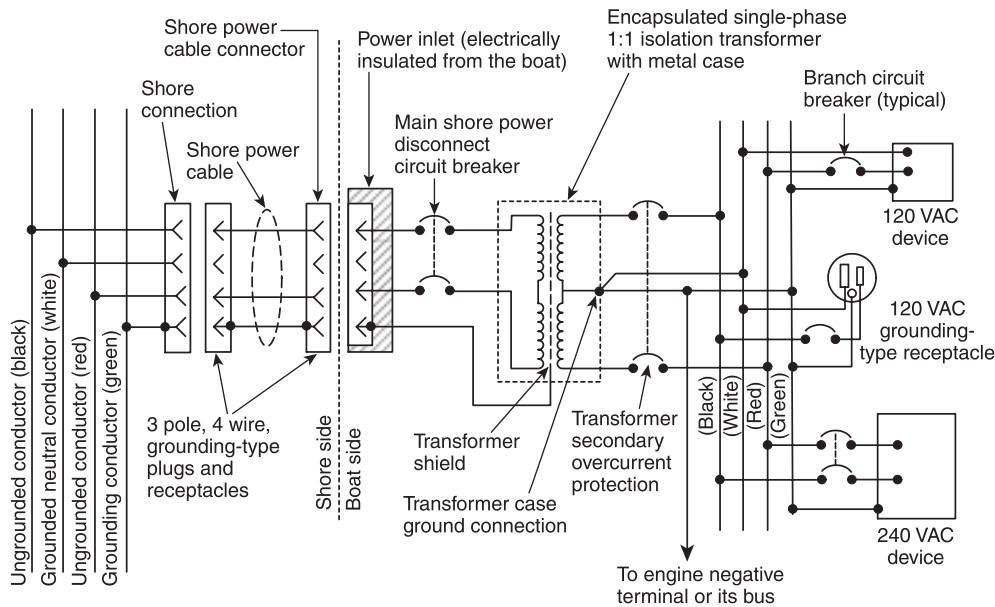 Encapsulated single-phase
1:1 isolation transformer
with metal case
Shore power
cable connector
Power inlet (electrically
insulated from the boat)
Branch circuit
breaker (typical)
Shore
connection
Main shore power
disconnect
circuit breaker
Shore power
cable
120 VAC
device
120 VAC
grounding-
type receptacle
Ungrounded conductor (black)
Grounded neutral conductor (white)
Ungrounded conductor (red)
Grounding conductor (green)
3 pole, 4 wire,
grounding-type
plugs and
receptacles
Shore side
Boat side
Transformer
shield
Transformer case
ground connection
Transformer
secondary
overcurrent
protection
(Black)
(White)
(Red)
(Green)
240 VAC
device
To engine negative
terminal or its bus